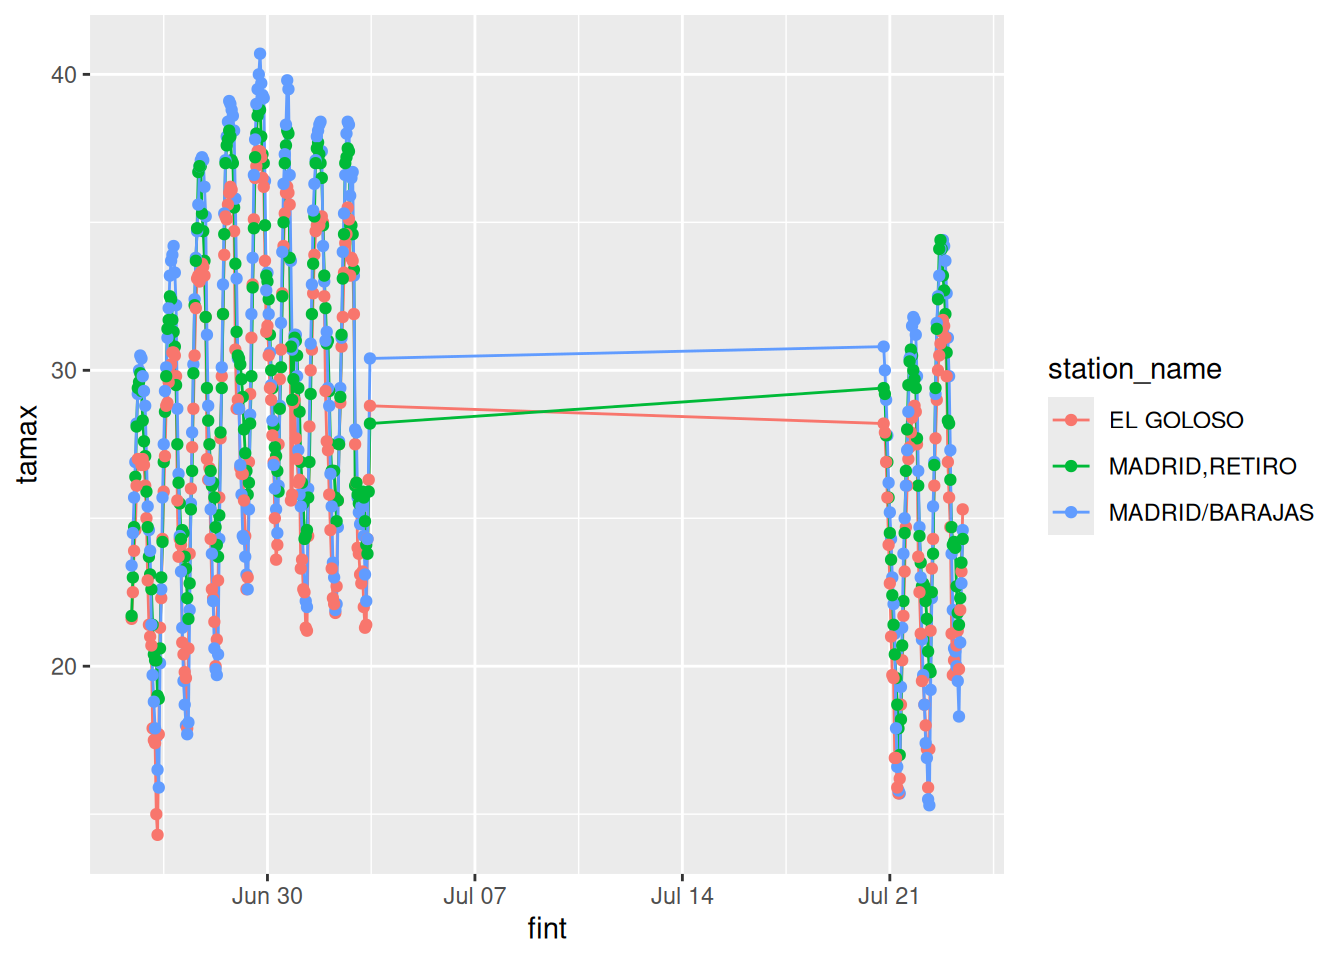 40
30
20
tamax
Jun 30
Jul 07
Jul 14
Jul 21
fint
station_name
EL GOLOSO
MADRID,RETIRO
MADRID/BARAJAS